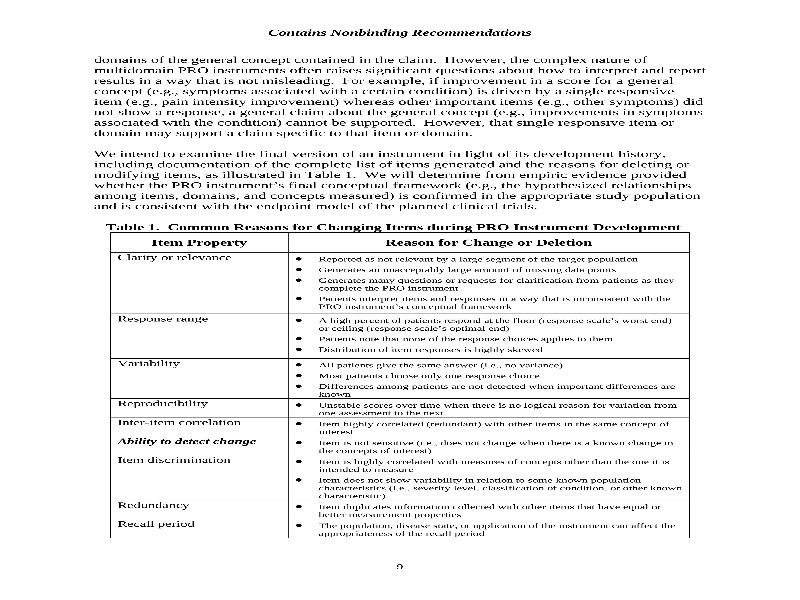 Contains Nonbinding Recommendations
domains of the general concept contained in the claim.  However, the complex nature of
multidomain PRO instruments often raises significant questions about how to interpret and report
results in a way that is not misleading.  For example, if improvement in a score for a general
concept (e.g., symptoms associated with a certain condition) is driven by a single responsive
item (e.g., pain intensity improvement) whereas other important items (e.g., other symptoms) did
not show a response, a general claim about the general concept (e.g., improvements in symptoms
associated with the condition) cannot be supported.  However, that single responsive item or
domain may support a claim specific to that item or domain.
We intend to examine the final version of an instrument in light of its development history,
including documentation of the complete list of items generated and the reasons for deleting or
modifying items, as illustrated in Table 1.  We will determine from empiric evidence provided
whether the PRO instrument's final conceptual framework (e.g., the hypothesized relationships
among items, domains, and concepts measured) is confirmed in the appropriate study population
and is consistent with the endpoint model of the planned clinical trials.
Table 1.  Common Reasons for Changing Items during PRO Instrument Development
Item Property Reason for Change or Deletion
Clarity or relevance • Reported as not relevant by a large segment of the target population
• Generates an unacceptably large amount of missing data points
• Generates many questions or requests for clarification from patients as they
complete the PRO instrument
• Patients interpret items and responses in a way that is inconsistent with the
PRO instrument's conceptual framework
Response range • A high percent of patients respond at the floor (response scale's worst end)
or ceiling (response scale's optimal end)
• Patients note that none of the response choices applies to them
• Distribution of item responses is highly skewed
Variability • All patients give the same answer (i.e., no variance)
• Most patients choose only one response choice
• Differences among patients are not detected when important differences are
known
Reproducibility • Unstable scores over time when there is no logical reason for variation from
one assessment to the next
Inter-item correlation • Item highly correlated (redundant) with other items in the same concept of
interest
Ability to detect change • Item is not sensitive (i.e., does not change when there is a known change in
the concepts of interest)
Item discrimination • Item is highly correlated with measures of concepts other than the one it is
intended to measure
• Item does not show variability in relation to some known population
characteristics (i.e., severity level, classification of condition, or other known
characteristic)
Redundancy • Item duplicates information collected with other items that have equal or
better measurement properties
Recall period • The population, disease state, or application of the instrument can affect the
appropriateness of the recall period
9